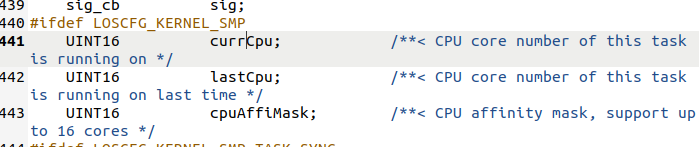 439    sig_cb          sig;
440 #ifdef LOSCFG_KERNEL_SMP
441    UINT16          currCpu;            /**< CPU core number of this task
is running on */
442    UINT16          lastCpu;            /**< CPU core number of this task
is running on last time */
443    UINT16          cpuAffiMask;        /**< CPU affinity mask, support up
to 16 cores */
#ifdef LOSCFG_KERNEL_SMP_TASK_SYNC